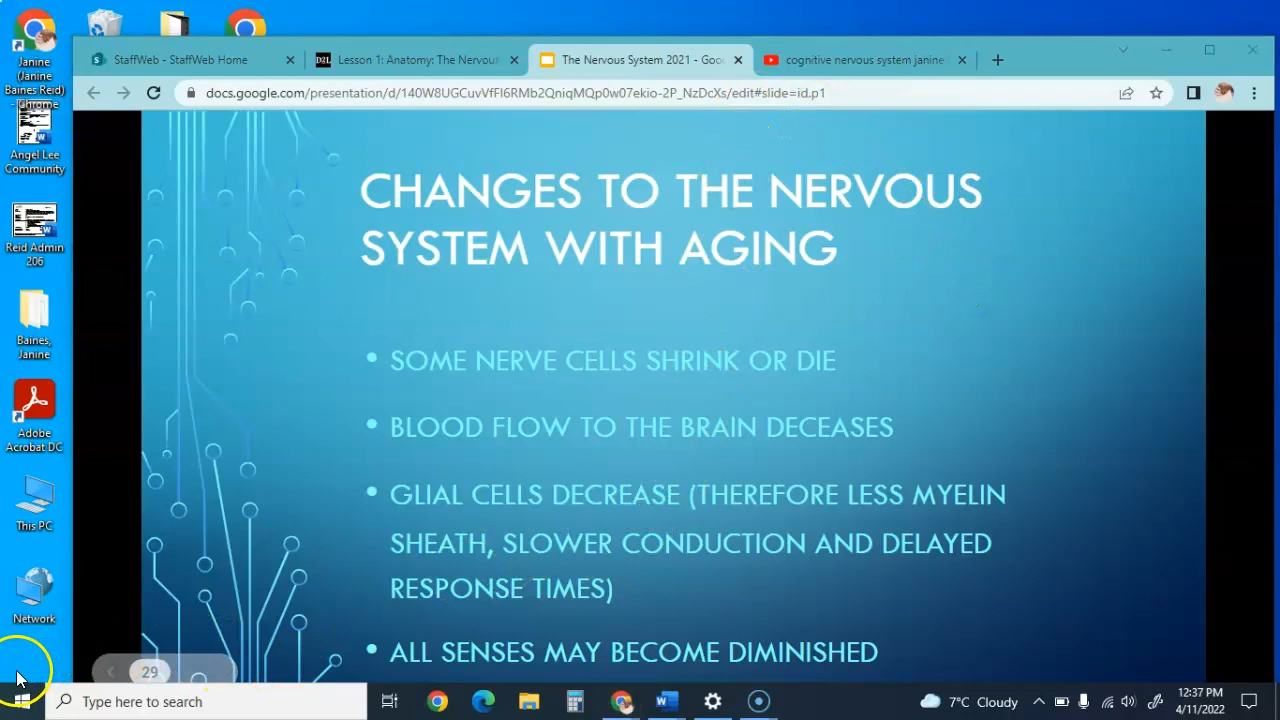 StaffWeb - StaffWeb Home
Lesson 1: Anatomy: The Nervous
The Nervous System 2021 - Goo
cognitive nervous system janine
docs.google.com/presentation/d/140W8UGCuvVfFI6RMb2QniqMQp0w07ekio-2P_NzDcXs/edit#slide=id.p1
Janine
(Janine
Baines Reid)
- Chrome
Angel Lee
Community
Reid Admin
206
Baines,
Janine
Adobe
Acrobat DC
This PC
Network
CHANGES TO THE NERVOUS
SYSTEM WITH AGING
• SOME NERVE CELLS SHRINK OR DIE
• BLOOD FLOW TO THE BRAIN DECEASES
• GLIAL CELLS DECREASE (THEREFORE LESS MYELIN
SHEATH, SLOWER CONDUCTION AND DELAYED
RESPONSE TIMES)
• ALL SENSES MAY BECOME DIMINISHED
29
Type here to search
7°C Cloudy
12:37 PM
4/11/2022